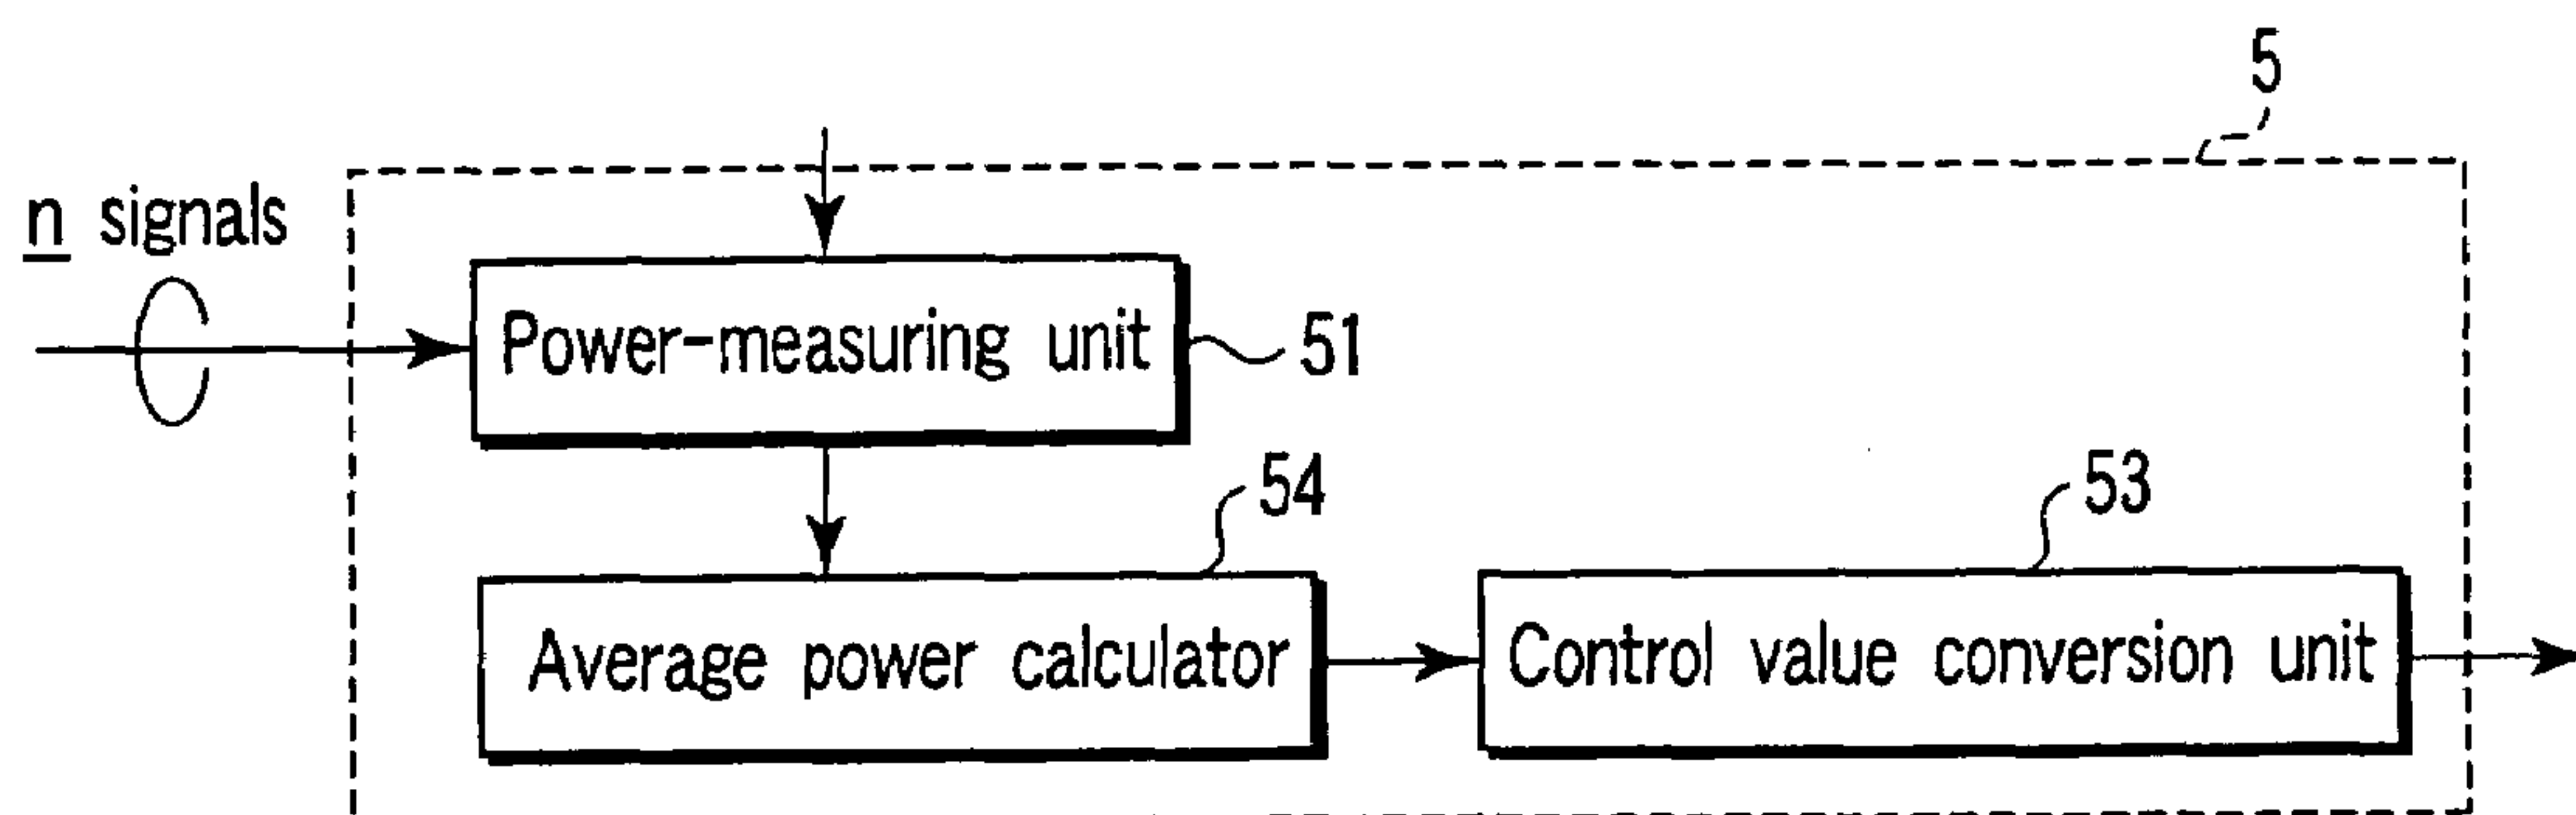 5
n signals
Power-measuring unit
51
54
53
Average power calculator
Control value conversion unit